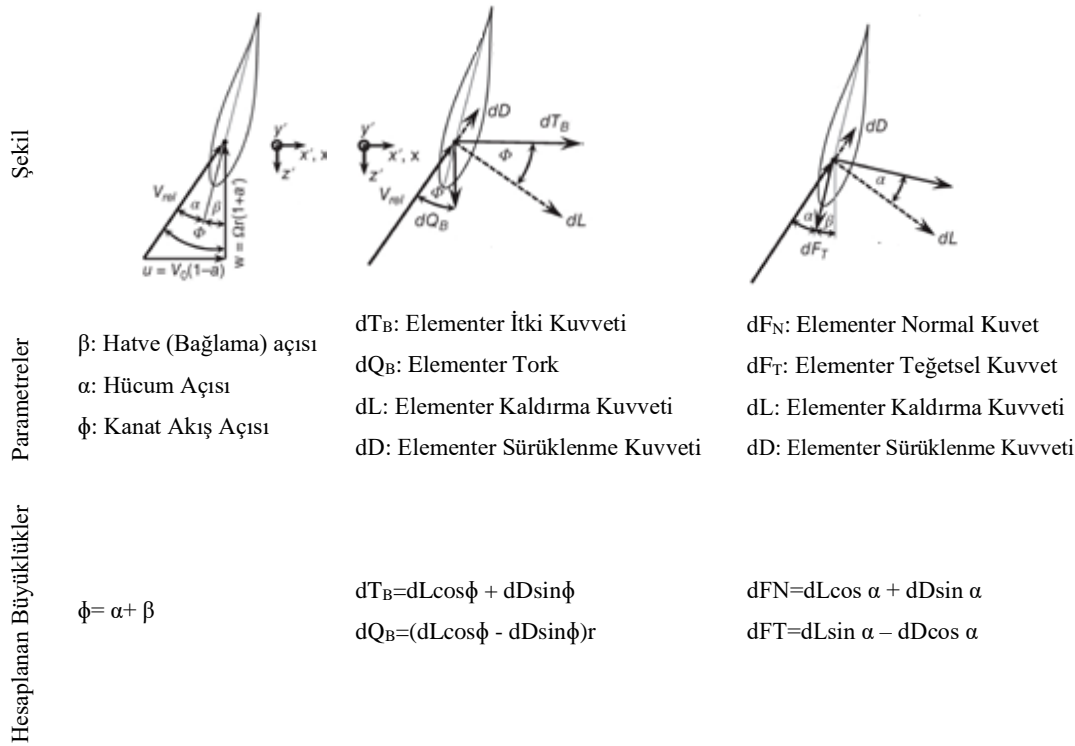 Şekil
V_rel
α
β
Φ
u = V₀(1–a)
w = Ωr(1+a)
y'
x', x
z'
y'
x', x
z'
dD
dT_B
Φ
V_rel
Φ
dQ_B
dL
dD
α
α
β
dF_T
dL
Parametreler
β: Hatve (Bağlama) açısı
α: Hücum Açısı
ϕ: Kanat Akış Açısı
dT_B: Elementer İtki Kuvveti
dQ_B: Elementer Tork
dL: Elementer Kaldırma Kuvveti
dD: Elementer Sürüklenme Kuvveti
dF_N: Elementer Normal Kuvet
dF_T: Elementer Teğetsel Kuvvet
dL: Elementer Kaldırma Kuvveti
dD: Elementer Sürüklenme Kuvveti
Hesaplanan Büyüklükler
ϕ= α+ β
dT_B=dLcosϕ + dDsinϕ
dQ_B=(dLcosϕ - dDsinϕ)r
dFN=dLcos α + dDsin α
dFT=dLsin α – dDcos α